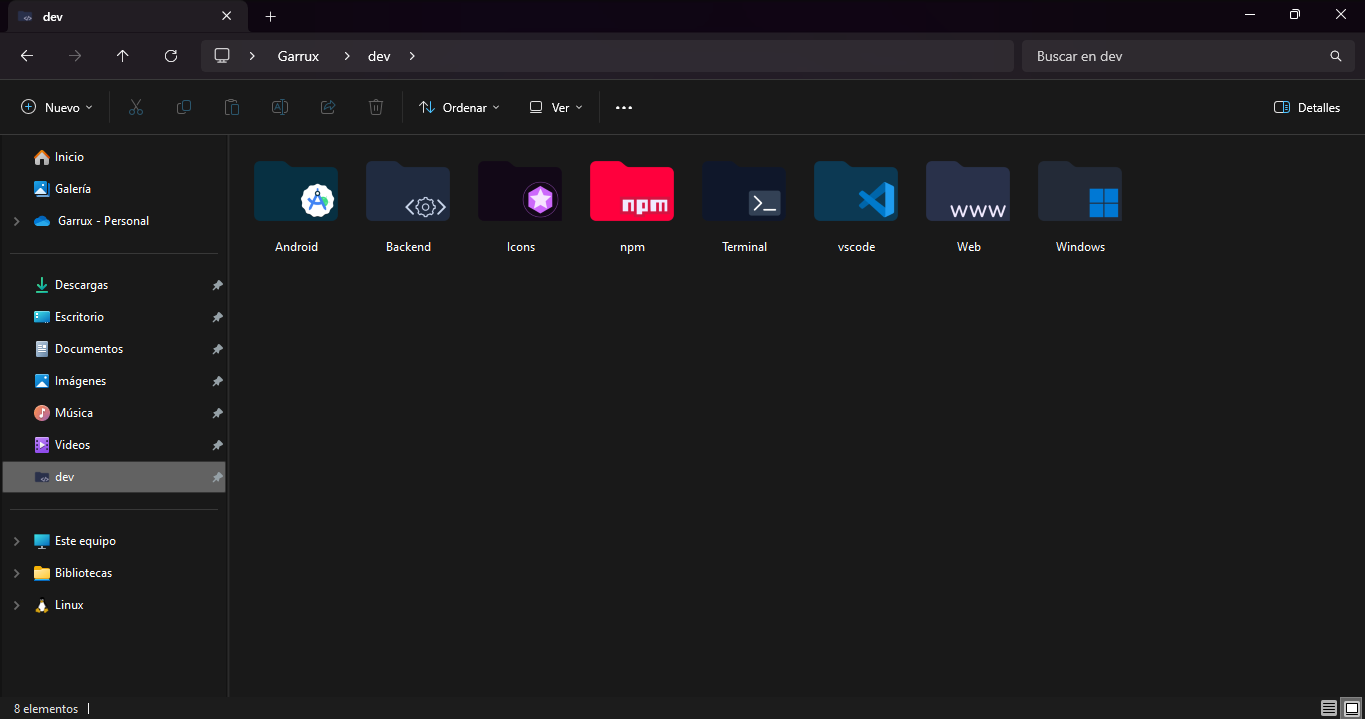 dev
Garrux
dev
Buscar en dev
Nuevo
Ordenar
Ver
Detalles
Inicio
Galería
Garrux - Personal
Descargas
Escritorio
Documentos
Imágenes
Música
Videos
dev
Este equipo
Bibliotecas
Linux
npm
www
Android
Backend
Icons
npm
Terminal
vscode
Web
Windows
8 elementos